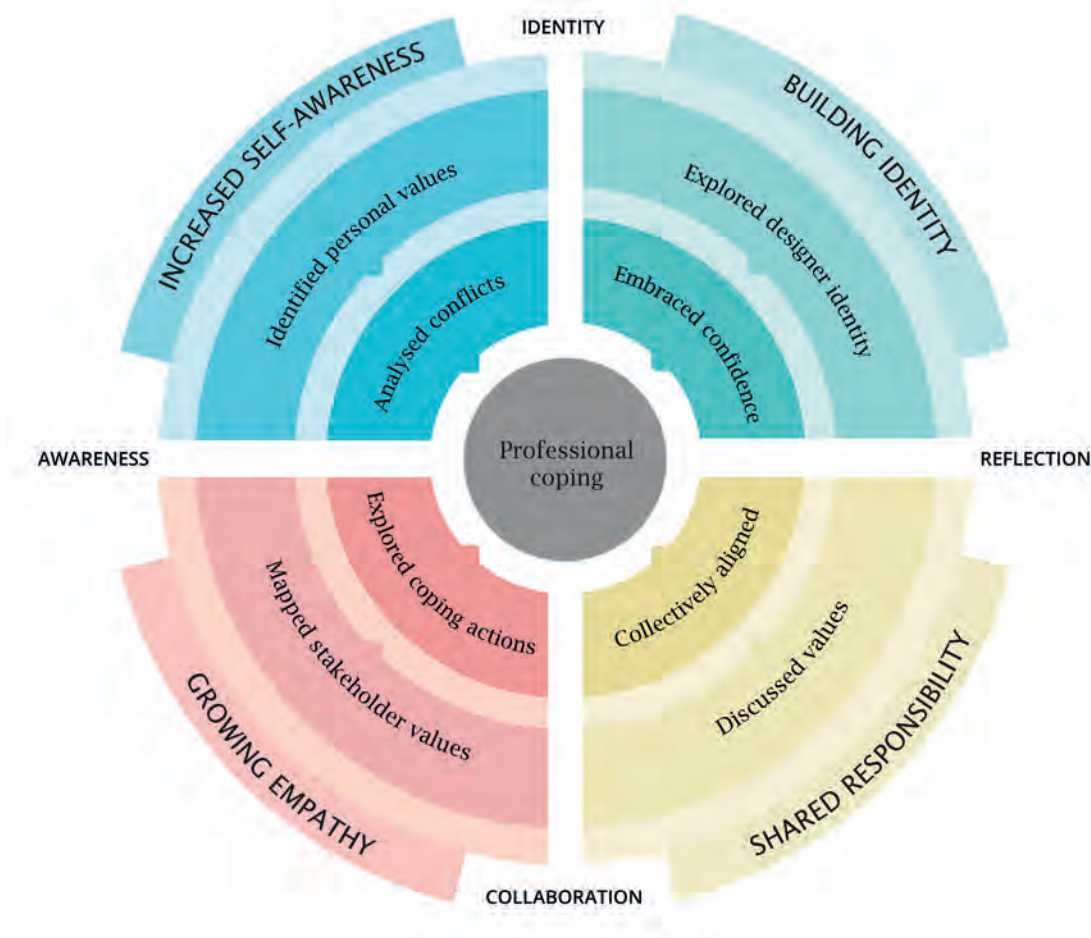 IDENTITY
INCREASED SELF-AWARENESS
BUILDING IDENTITY
Identified personal values
Explored designer identity
Analysed conflicts
Embraced confidence
AWARENESS
Professional
coping
REFLECTION
Explored coping actions
Collectively aligned
Mapped stakeholder values
Discussed values
GROWING EMPATHY
SHARED RESPONSIBILITY
COLLABORATION